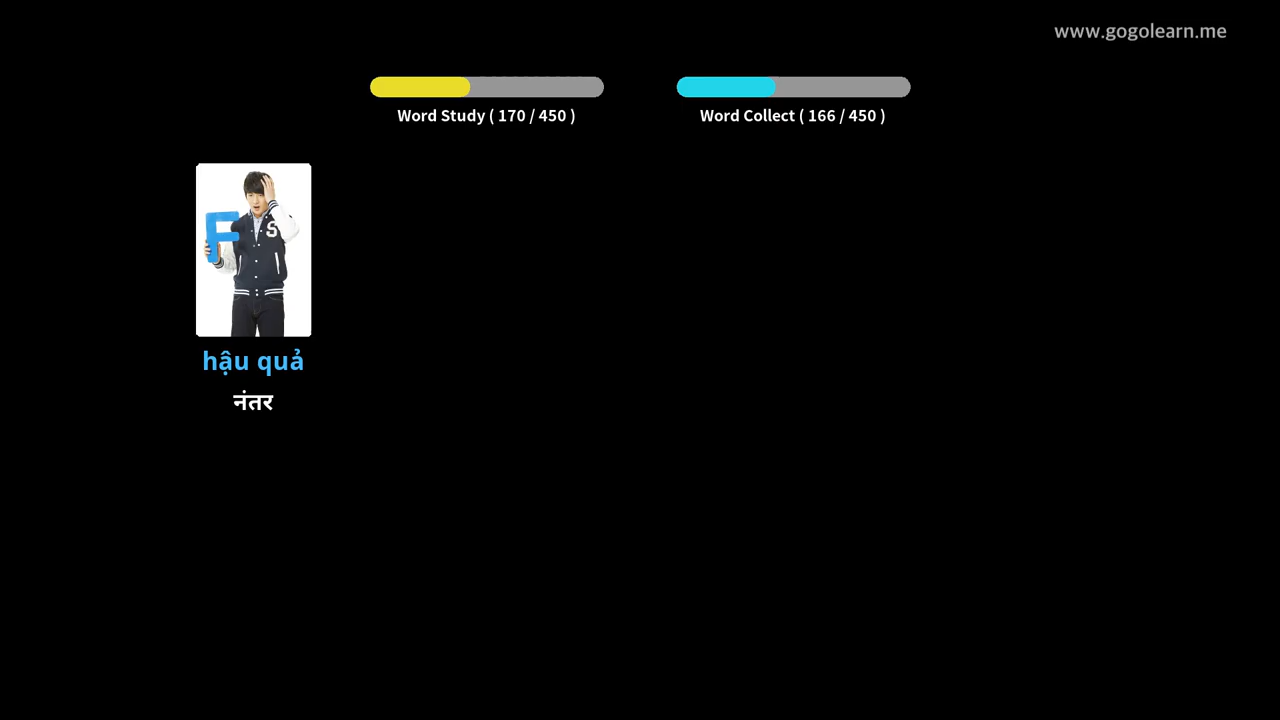 www.gogolearn.me
Word Study ( 170 / 450 )
Word Collect ( 166 / 450 )
F
S
hậu quả
नंतर